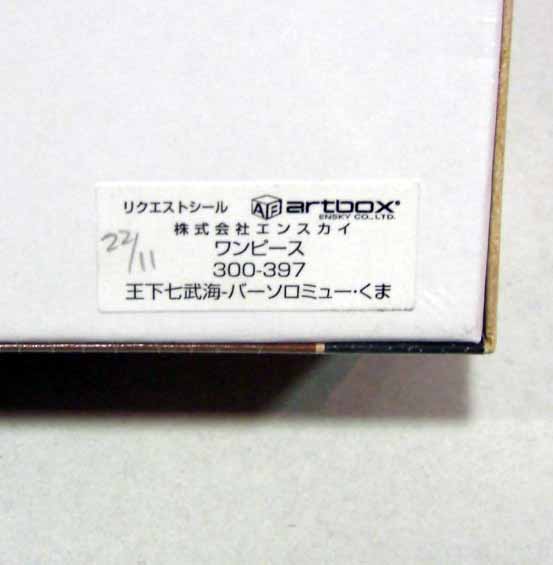 リクエストシール ATE artbox®
ENSKY CO.,LTD.
株式会社エンスカイ
22/11
ワンピース
300-397
王下七武海-バーソロミュー・くま